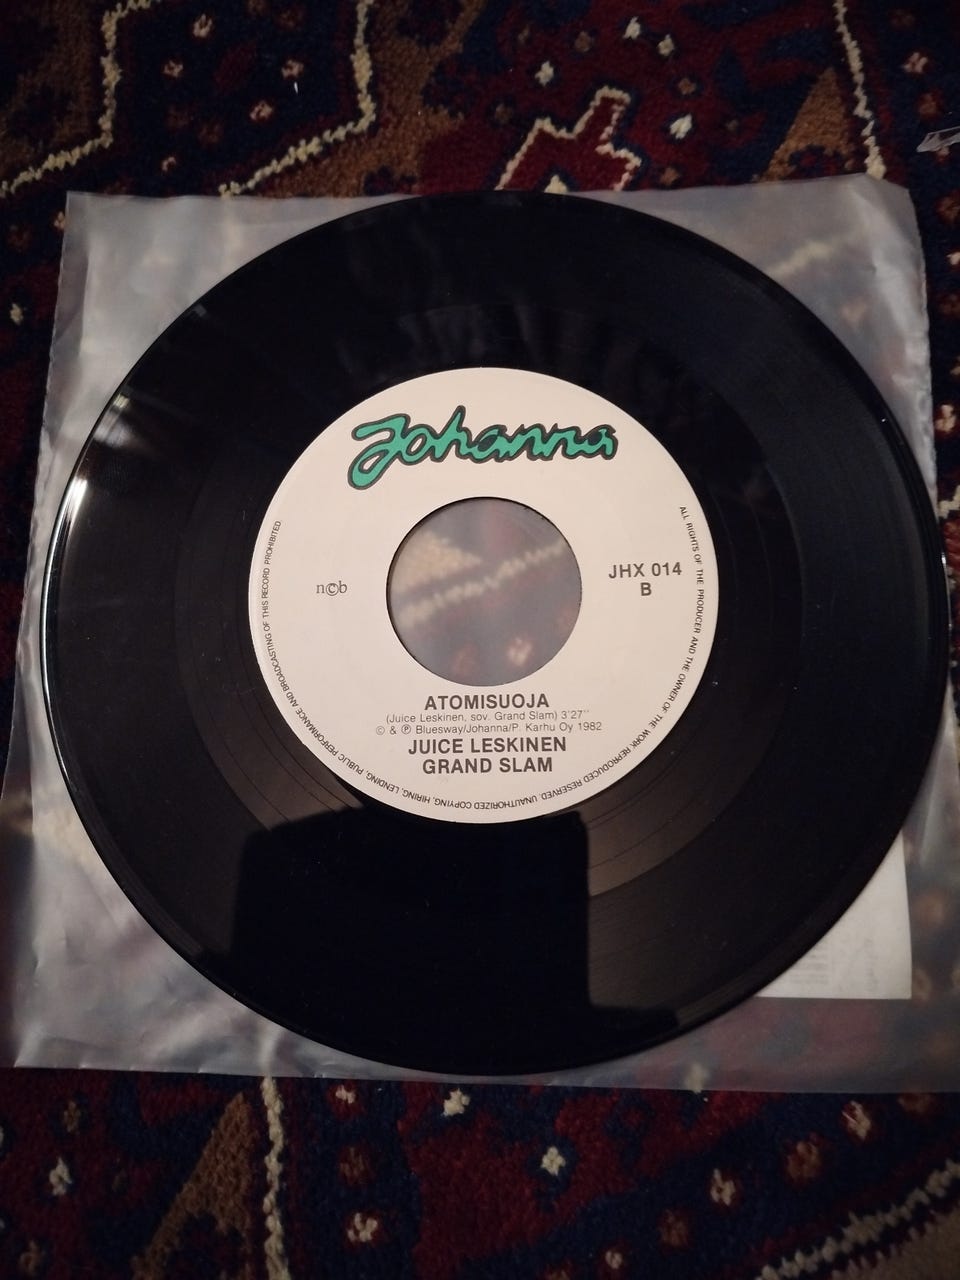 Johanna
n©b
JHX 014
B
ATOMISUOJA
(Juice Leskinen, sov. Grand Slam) 3'27''
© & ℗ Bluesway/Johanna/P. Karhu Oy 1982
JUICE LESKINEN
GRAND SLAM
ALL RIGHTS OF THE PRODUCER AND THE OWNER OF THE WORK REPRODUCED RESERVED. UNAUTHORIZED COPYING, HIRING, LENDING, PUBLIC PERFORMANCE AND BROADCASTING OF THIS RECORD PROHIBITED